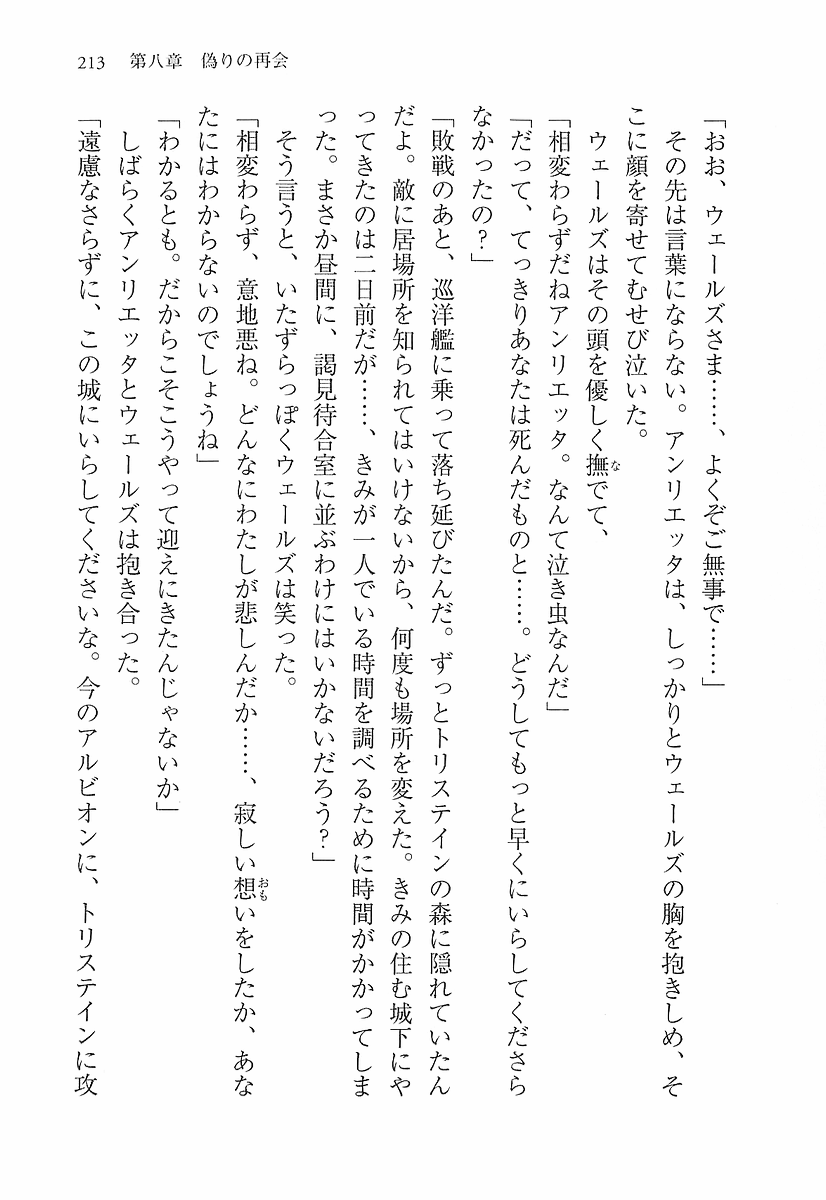 213　第八章　偽りの再会
「おお、ウェールズさま……、よくぞご無事で……」
　その先は言葉にならない。アンリエッタは、しっかりとウェールズの胸を抱きしめ、そ
こに顔を寄せてむせび泣いた。
　ウェールズはその頭を優しく撫でて、
「相変わらずだねアンリエッタ。なんて泣き虫なんだ」
「だって、てっきりあなたは死んだものと……。どうしてもっと早くにいらしてくださら
なかったの？」
「敗戦のあと、巡洋艦に乗って落ち延びたんだ。ずっとトリステインの森に隠れていたん
だよ。敵に居場所を知られてはいけないから、何度も場所を変えた。きみの住む城下にや
ってきたのは二日前だが……、きみが一人でいる時間を調べるために時間がかかってしま
った。まさか昼間に、謁見待合室に並ぶわけにはいかないだろう？」
　そう言うと、いたずらっぽくウェールズは笑った。
「相変わらず、意地悪ね。どんなにわたしが悲しんだか……、寂しい想いをしたか、あな
たにはわからないのでしょうね」
「わかるとも。だからこそこうやって迎えにきたんじゃないか」
　しばらくアンリエッタとウェールズは抱き合った。
「遠慮なさらずに、この城にいらしてくださいな。今のアルビオンに、トリステインに攻